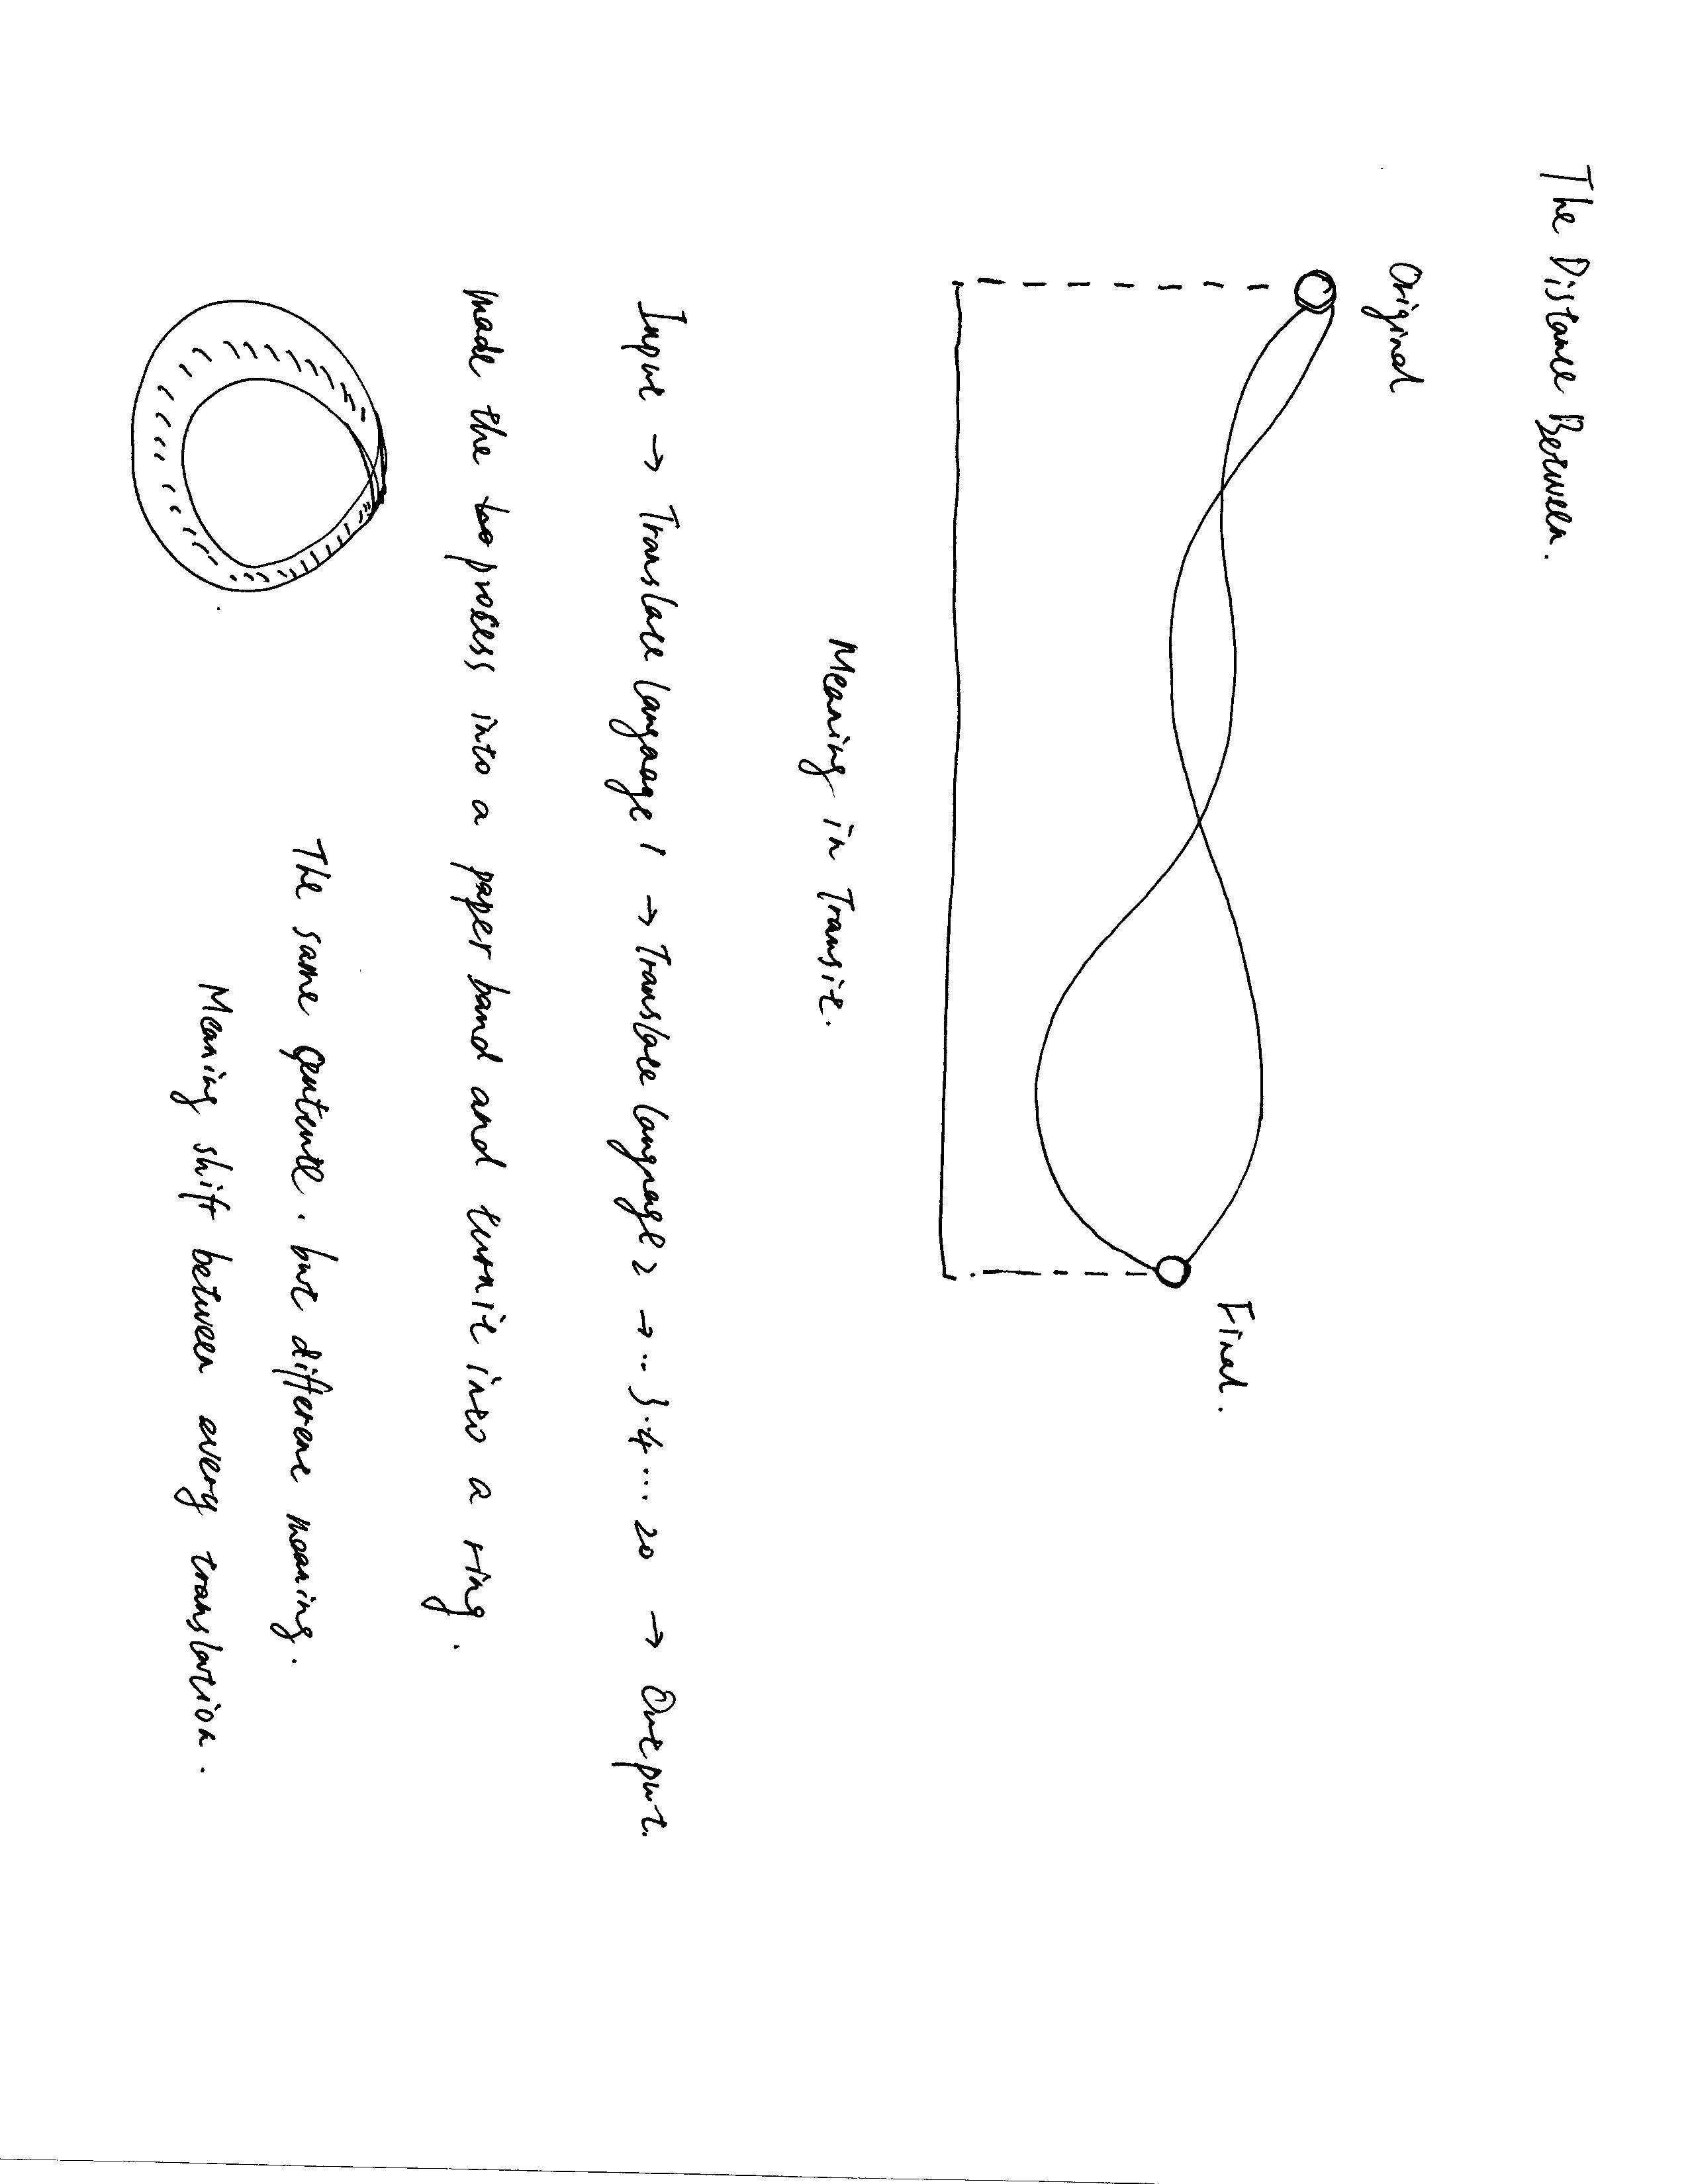 The Distance Between.
Original
Final.
Meaning in Transit.
Input → Translate language 1 → Translate language 2 → .. 3.4 ... 20 → Output.
made the process into a paper band and turn it into a ring.
The same sentence. but different meaning.
Meaning shift between every translation.